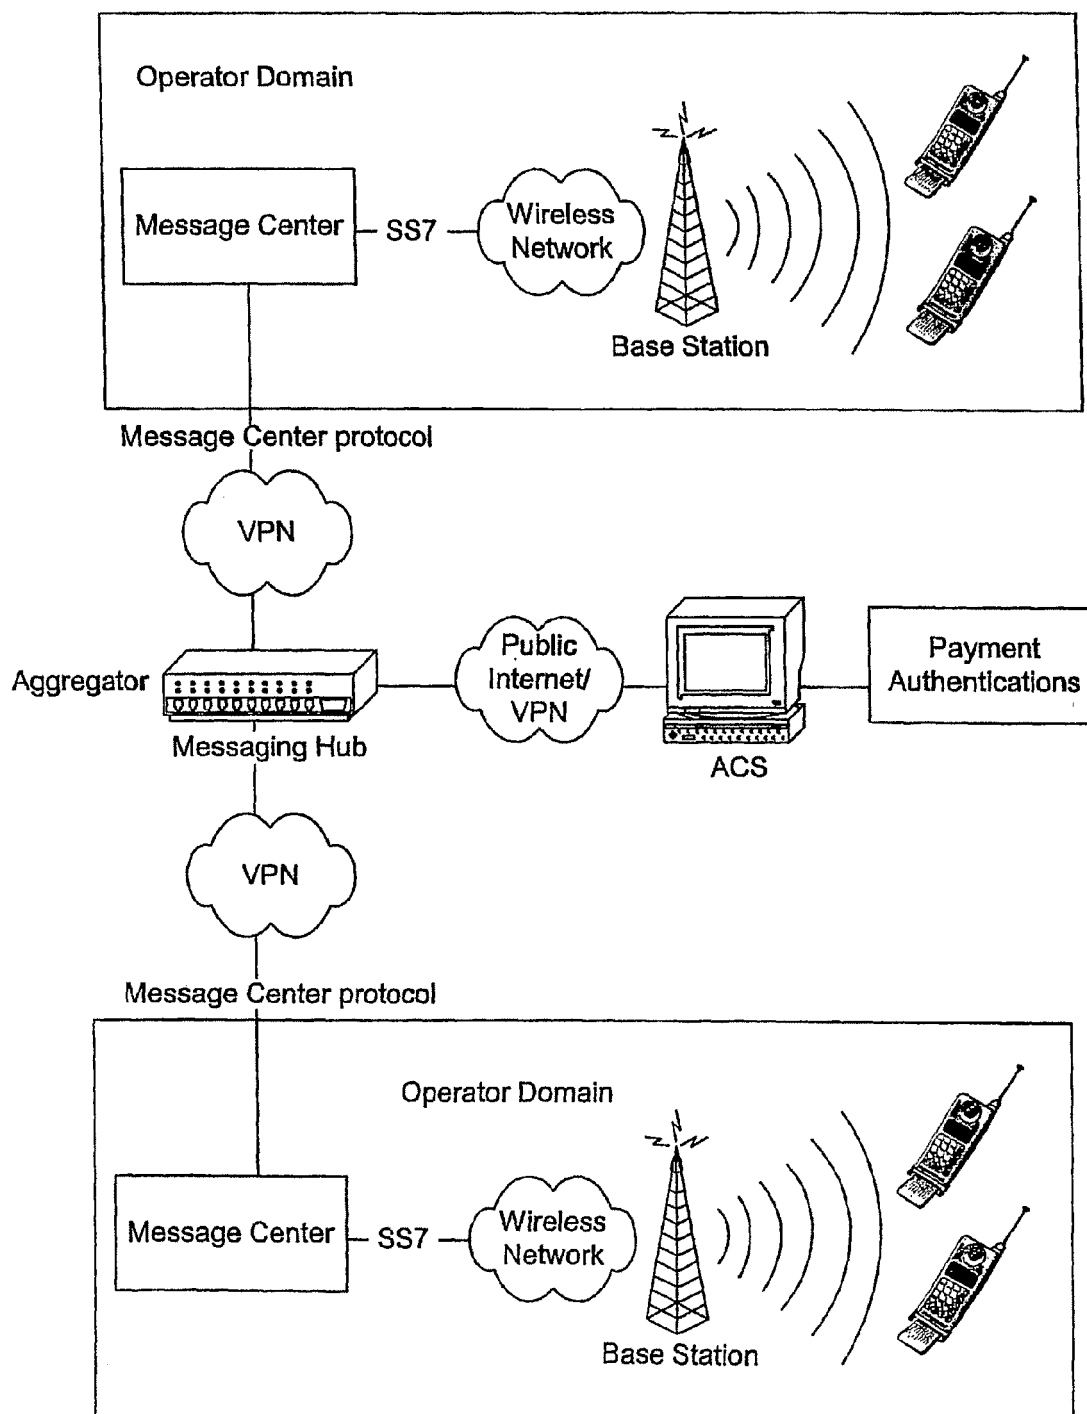 Operator Domain
Message Center
SS7
Wireless
Network
Base Station
Message Center protocol
VPN
Aggregator
Messaging Hub
Public
Internet/
VPN
ACS
Payment
Authentications
VPN
Message Center protocol
Operator Domain
Message Center
SS7
Wireless
Network
Base Station